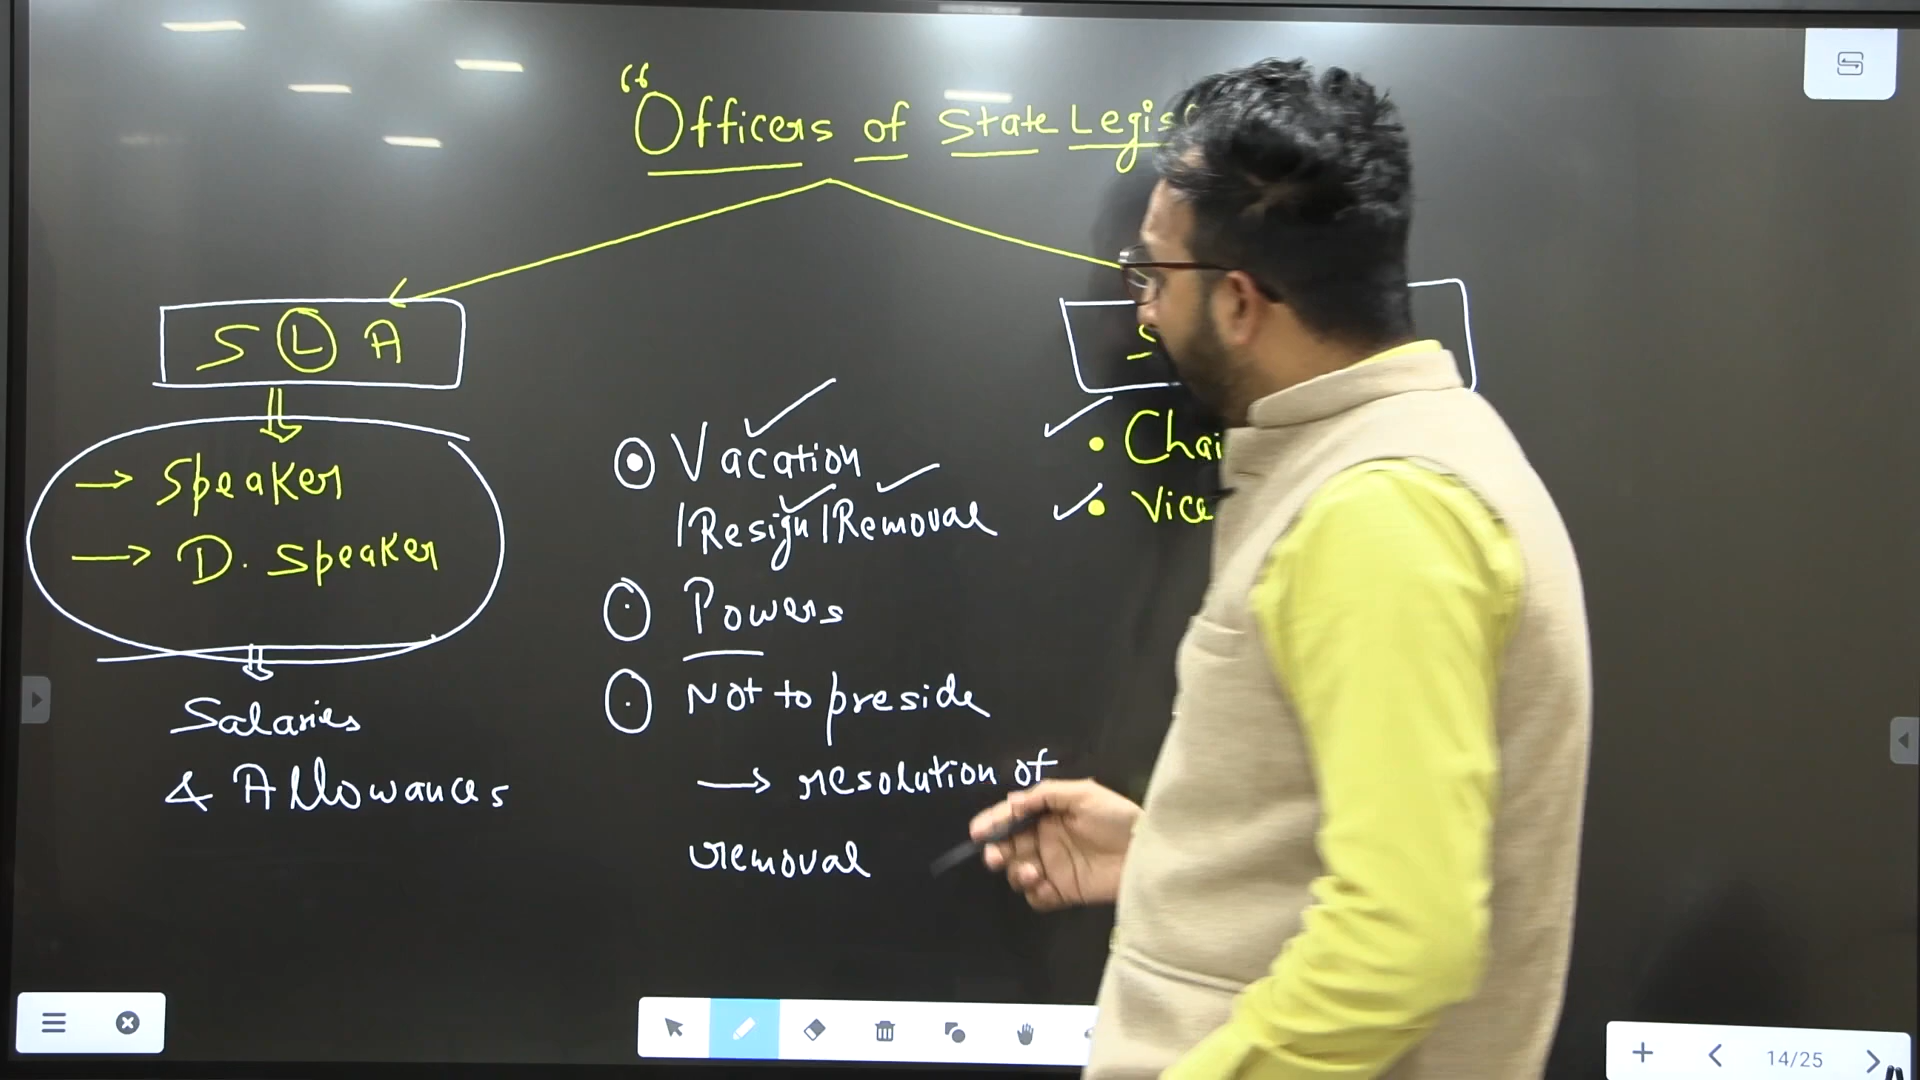 “Officers of State Legis
S L A
S
→ Speaker
→ D. Speaker
Salaries
& Allowances
⊙ Vacation
/Resign/Removal
⊙ Powers
⊙ Not to preside
→ resolution of
removal
• Chai
• Vice
14/25